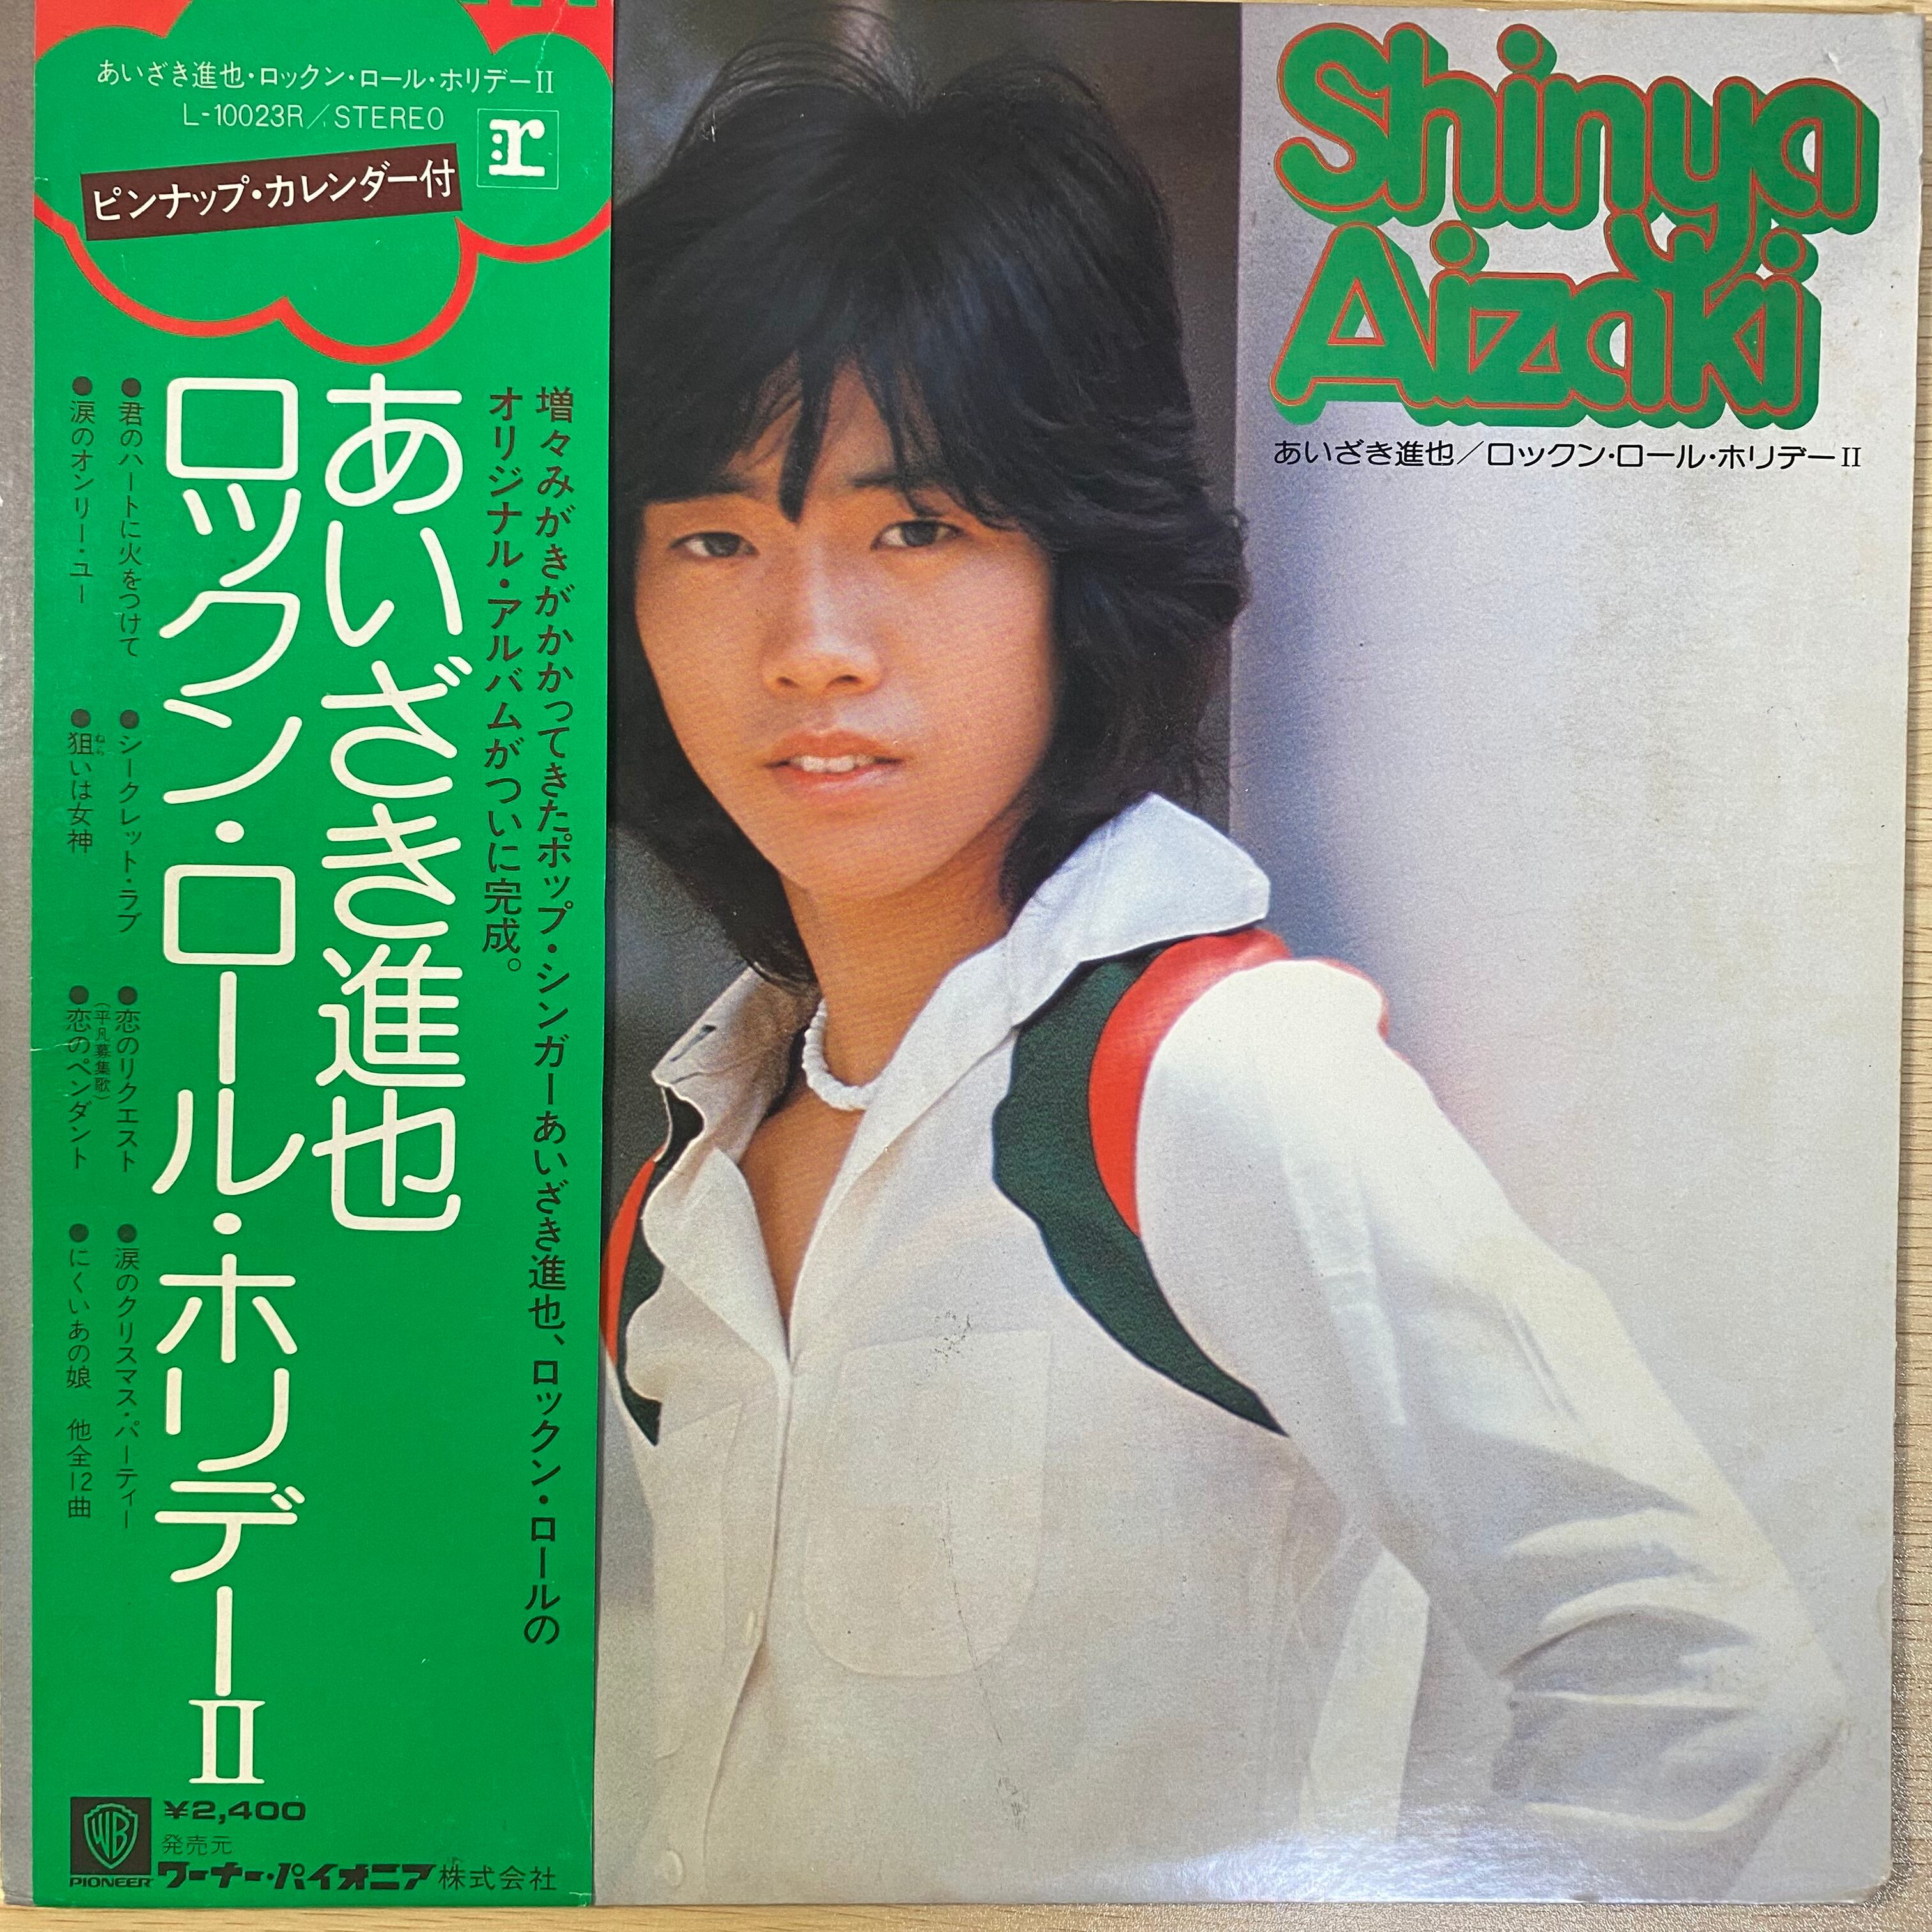 あいざき進也・ロックン・ロール・ホリデーII
L-10023R/STEREO
r
ピンナップ・カレンダー付
増々みがきがかかってきたポップ・シンガーあいざき進也、ロックン・ロールの
オリジナル・アルバムがついに完成。
あいざき進也
ロックン・ロール・ホリデーII
●君のハートに火をつけて ●シークレット・ラブ ●恋のリクエスト ●涙のクリスマス・パーティー
(平凡募集歌)
ねら
●涙のオンリー・ユー ●狙いは女神 ●恋のペンダント ●にくいあの娘 他全12曲
¥2,400
発売元
WB
PIONEER
ワーナー・パイオニア株式会社
Shinya
Aizaki
あいざき進也/ロックン・ロール・ホリデーII